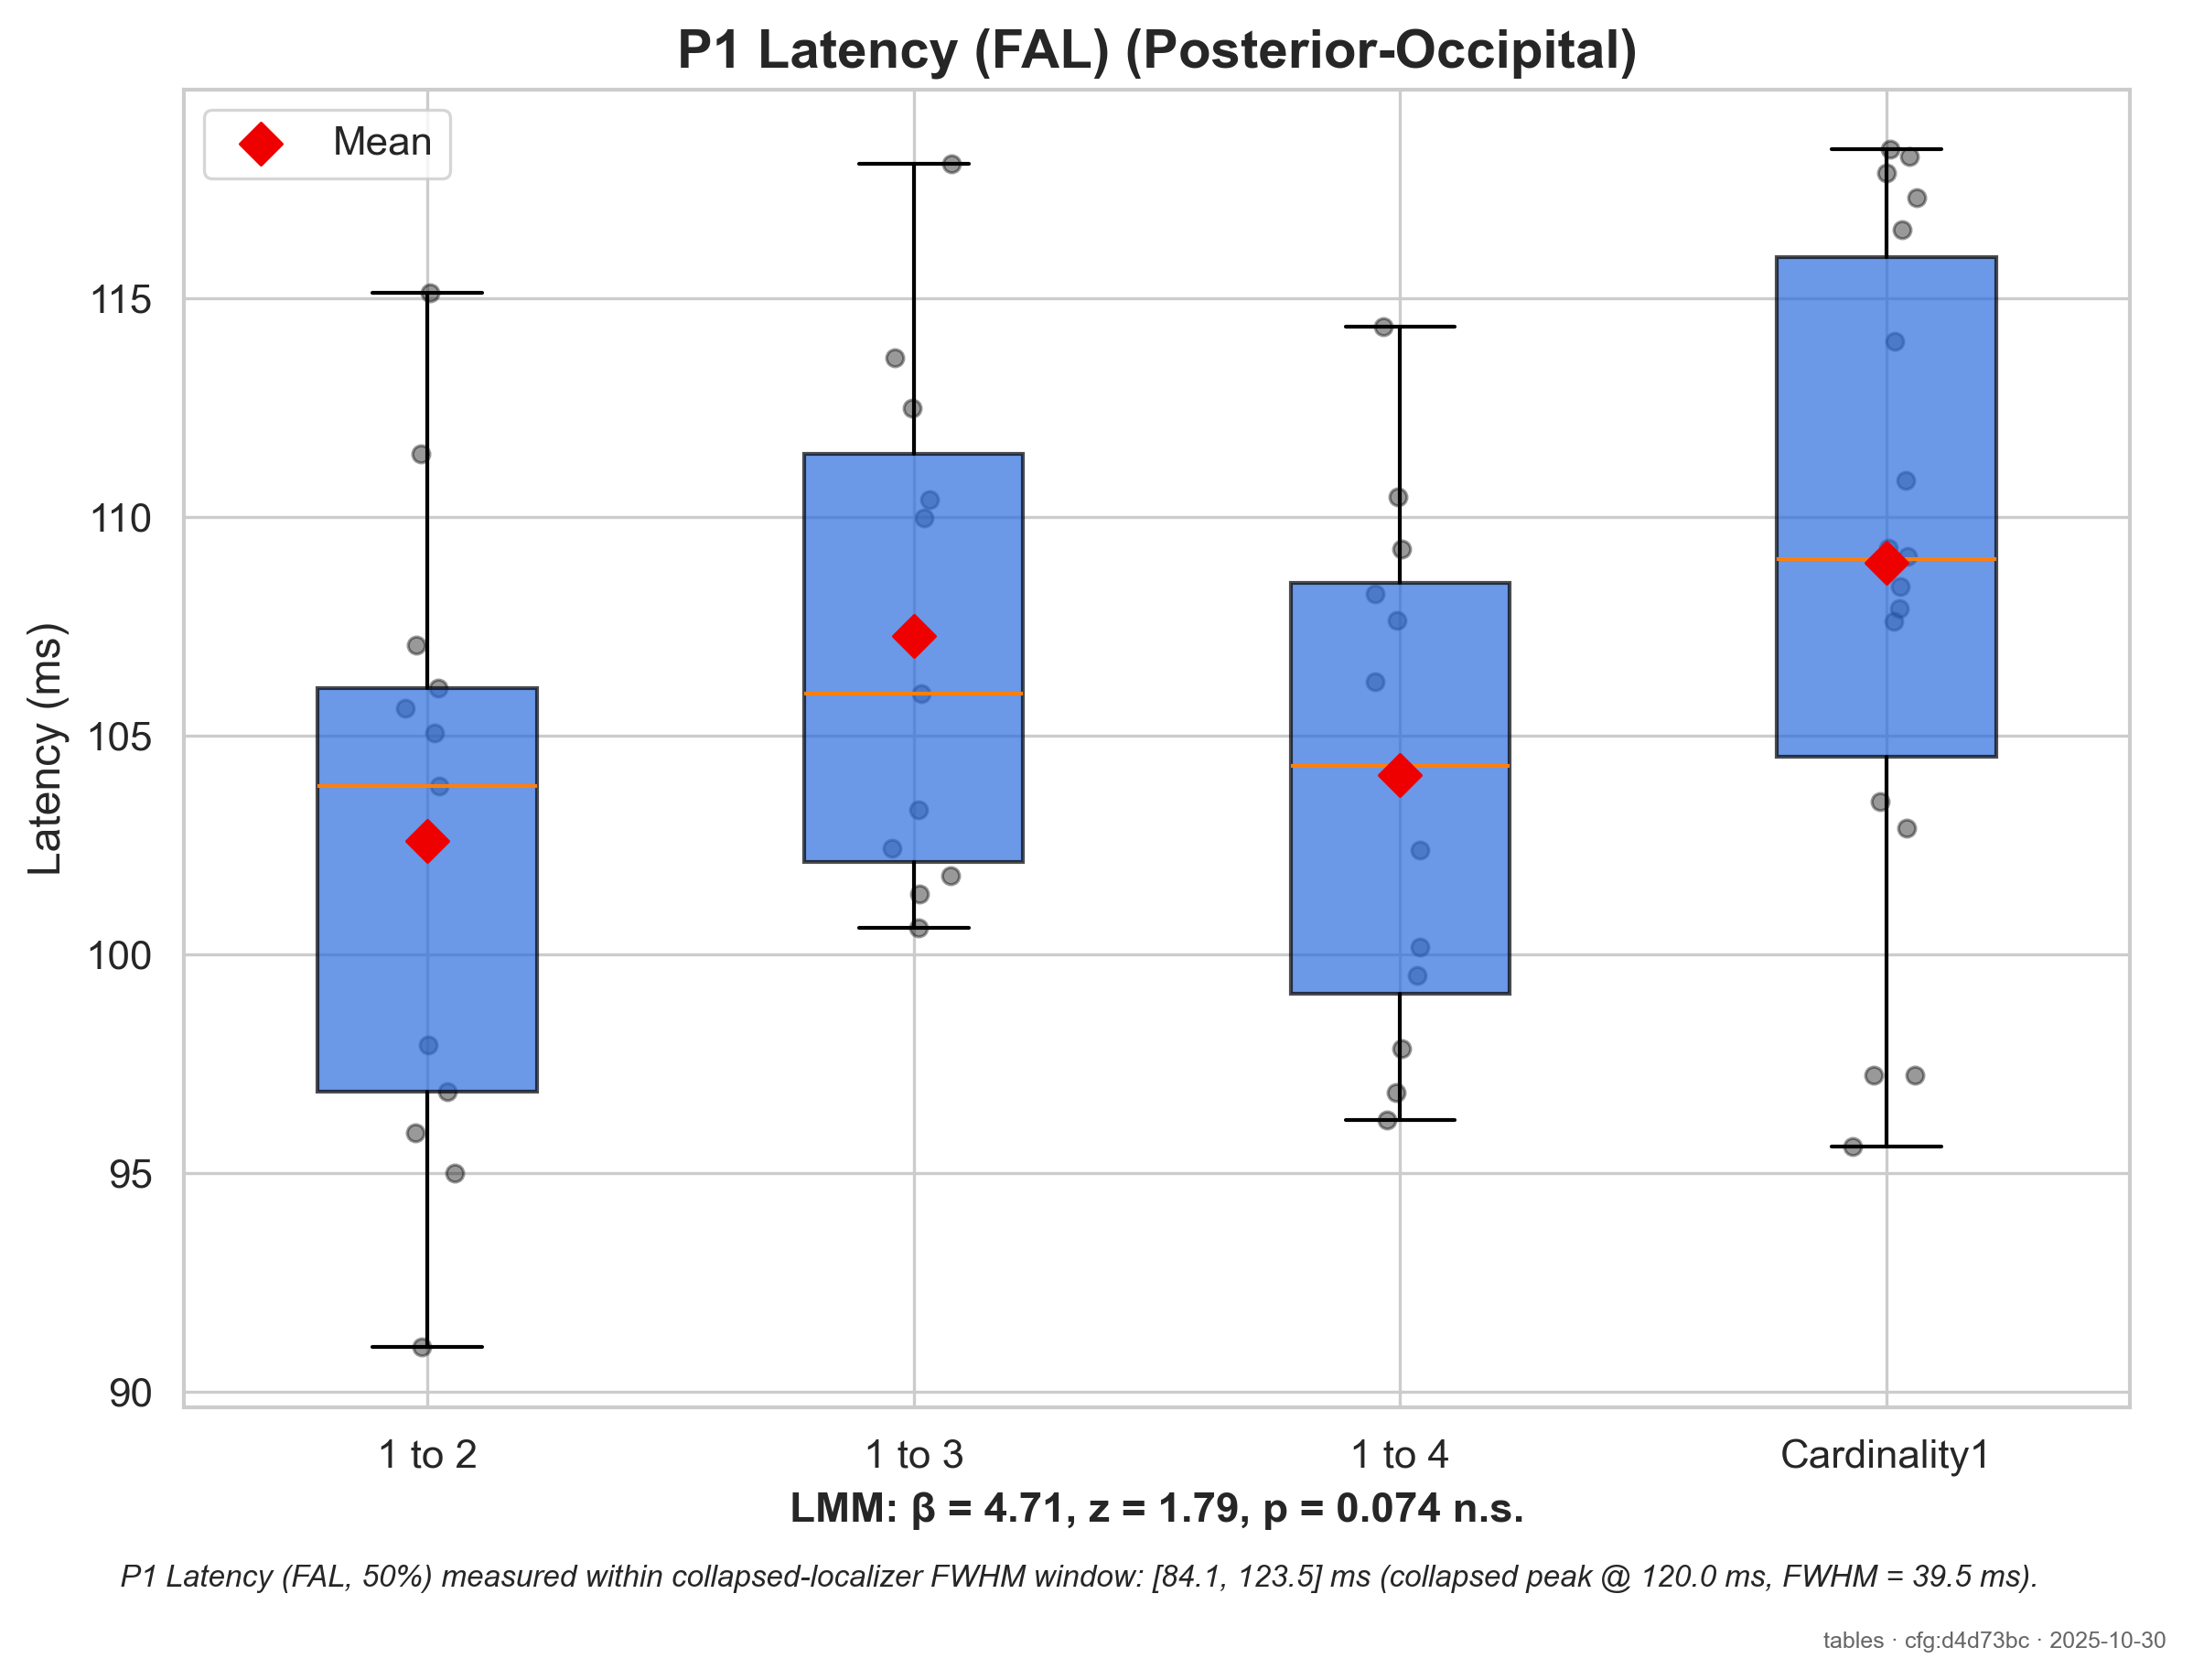 P1 Latency (FAL) (Posterior-Occipital)
Mean
Latency (ms)
115
110
105
100
95
90
1 to 2
1 to 3
1 to 4
Cardinality1
LMM: β = 4.71, z = 1.79, p = 0.074 n.s.
P1 Latency (FAL, 50%) measured within collapsed-localizer FWHM window: [84.1, 123.5] ms (collapsed peak @ 120.0 ms, FWHM = 39.5 ms).
tables · cfg:d4d73bc · 2025-10-30